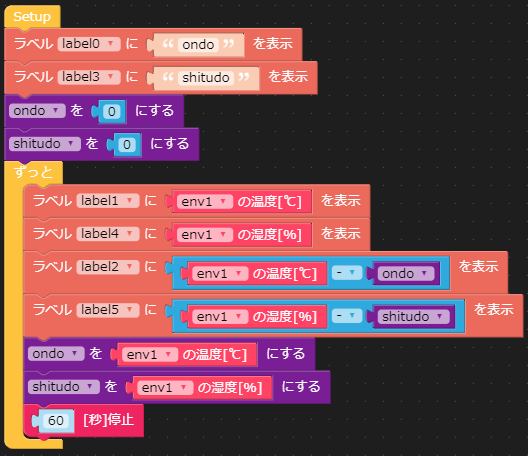 Setup
ラベル label0 に “ ondo ” を表示
ラベル label3 に “ shitudo ” を表示
ondo を 0 にする
shitudo を 0 にする
ずっと
ラベル label1 に env1 の温度[℃] を表示
ラベル label4 に env1 の湿度[%] を表示
ラベル label2 に env1 の温度[℃] - ondo を表示
ラベル label5 に env1 の湿度[%] - shitudo を表示
ondo を env1 の温度[℃] にする
shitudo を env1 の湿度[%] にする
60 [秒]停止